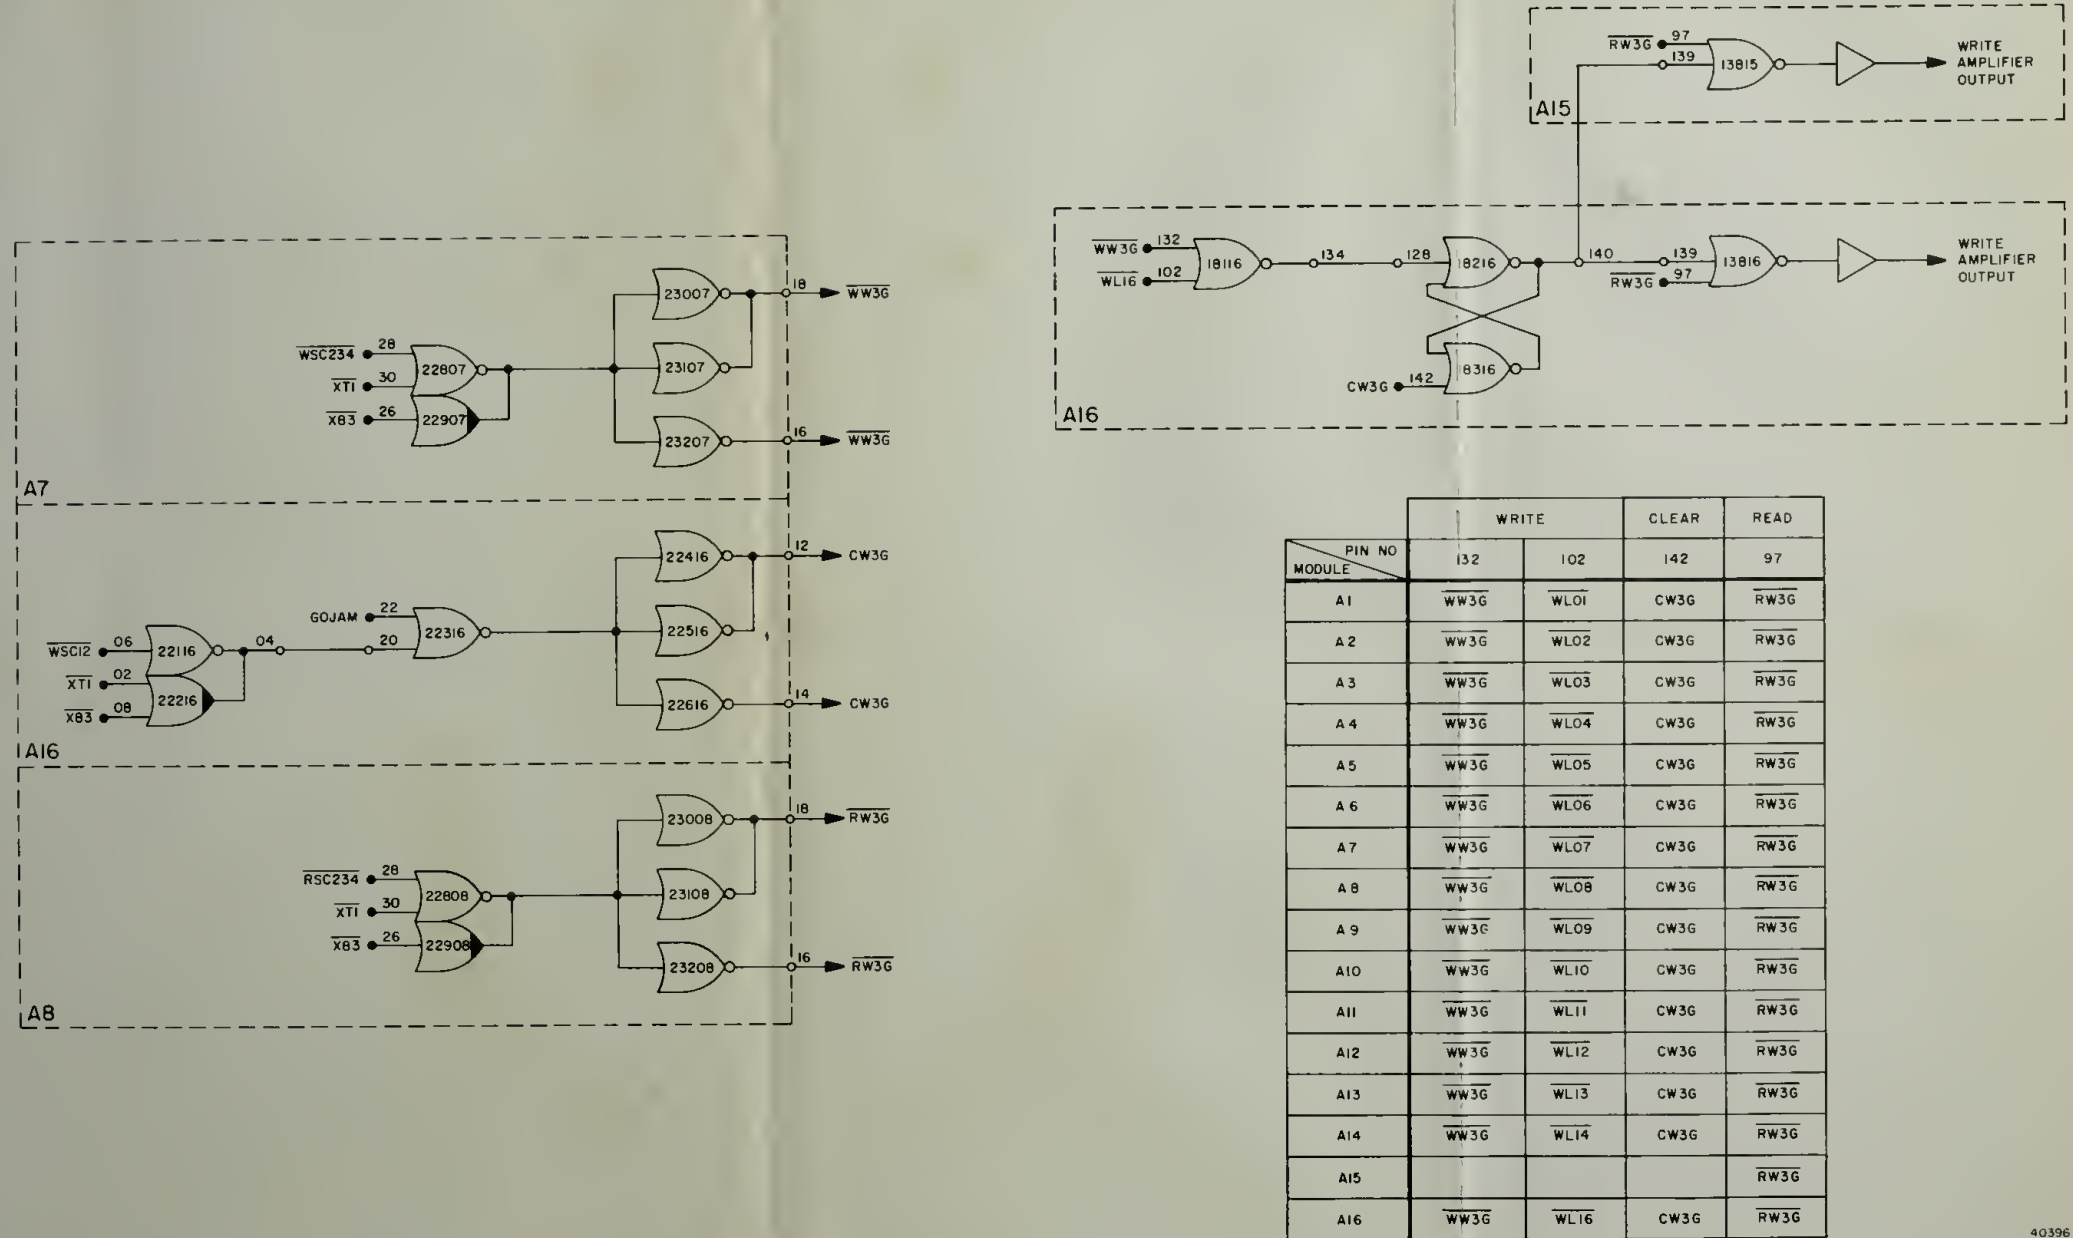 RW3G 97
139
13815
WRITE
AMPLIFIER
OUTPUT
A15
WW3G 132
WL16 102
18116
134
128
18216
140
139
97
RW3G
13816
WRITE
AMPLIFIER
OUTPUT
18316
CW3G 142
A16
WSC234 28
XT1 30
X83 26
22807
22907
23007
23107
23207
18 WW3G
16 WW3G
A7
WSC12 06
XT1 02
X83 08
22116
22216
04
GOJAM 22
20
22316
22416
22516
22616
12 CW3G
14 CW3G
A16
RSC234 28
XT1 30
X83 26
22808
22908
23008
23108
23208
18 RW3G
16 RW3G
A8
WRITE CLEAR READ
PIN NO
MODULE
132 102 142 97
A1 WW3G WL01 CW3G RW3G
A2 WW3G WL02 CW3G RW3G
A3 WW3G WL03 CW3G RW3G
A4 WW3G WL04 CW3G RW3G
A5 WW3G WL05 CW3G RW3G
A6 WW3G WL06 CW3G RW3G
A7 WW3G WL07 CW3G RW3G
A8 WW3G WL08 CW3G RW3G
A9 WW3G WL09 CW3G RW3G
A10 WW3G WL10 CW3G RW3G
A11 WW3G WL11 CW3G RW3G
A12 WW3G WL12 CW3G RW3G
A13 WW3G WL13 CW3G RW3G
A14 WW3G WL14 CW3G RW3G
A15 RW3G
A16 WW3G WL16 CW3G RW3G
40396